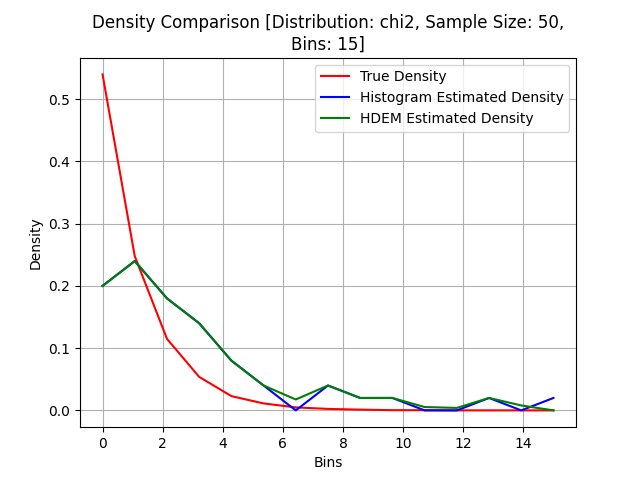 Density Comparison [Distribution: chi2, Sample Size: 50,
Bins: 15]
True Density
Histogram Estimated Density
HDEM Estimated Density
Density
0.5
0.4
0.3
0.2
0.1
0.0
0 2 4 6 8 10 12 14
Bins